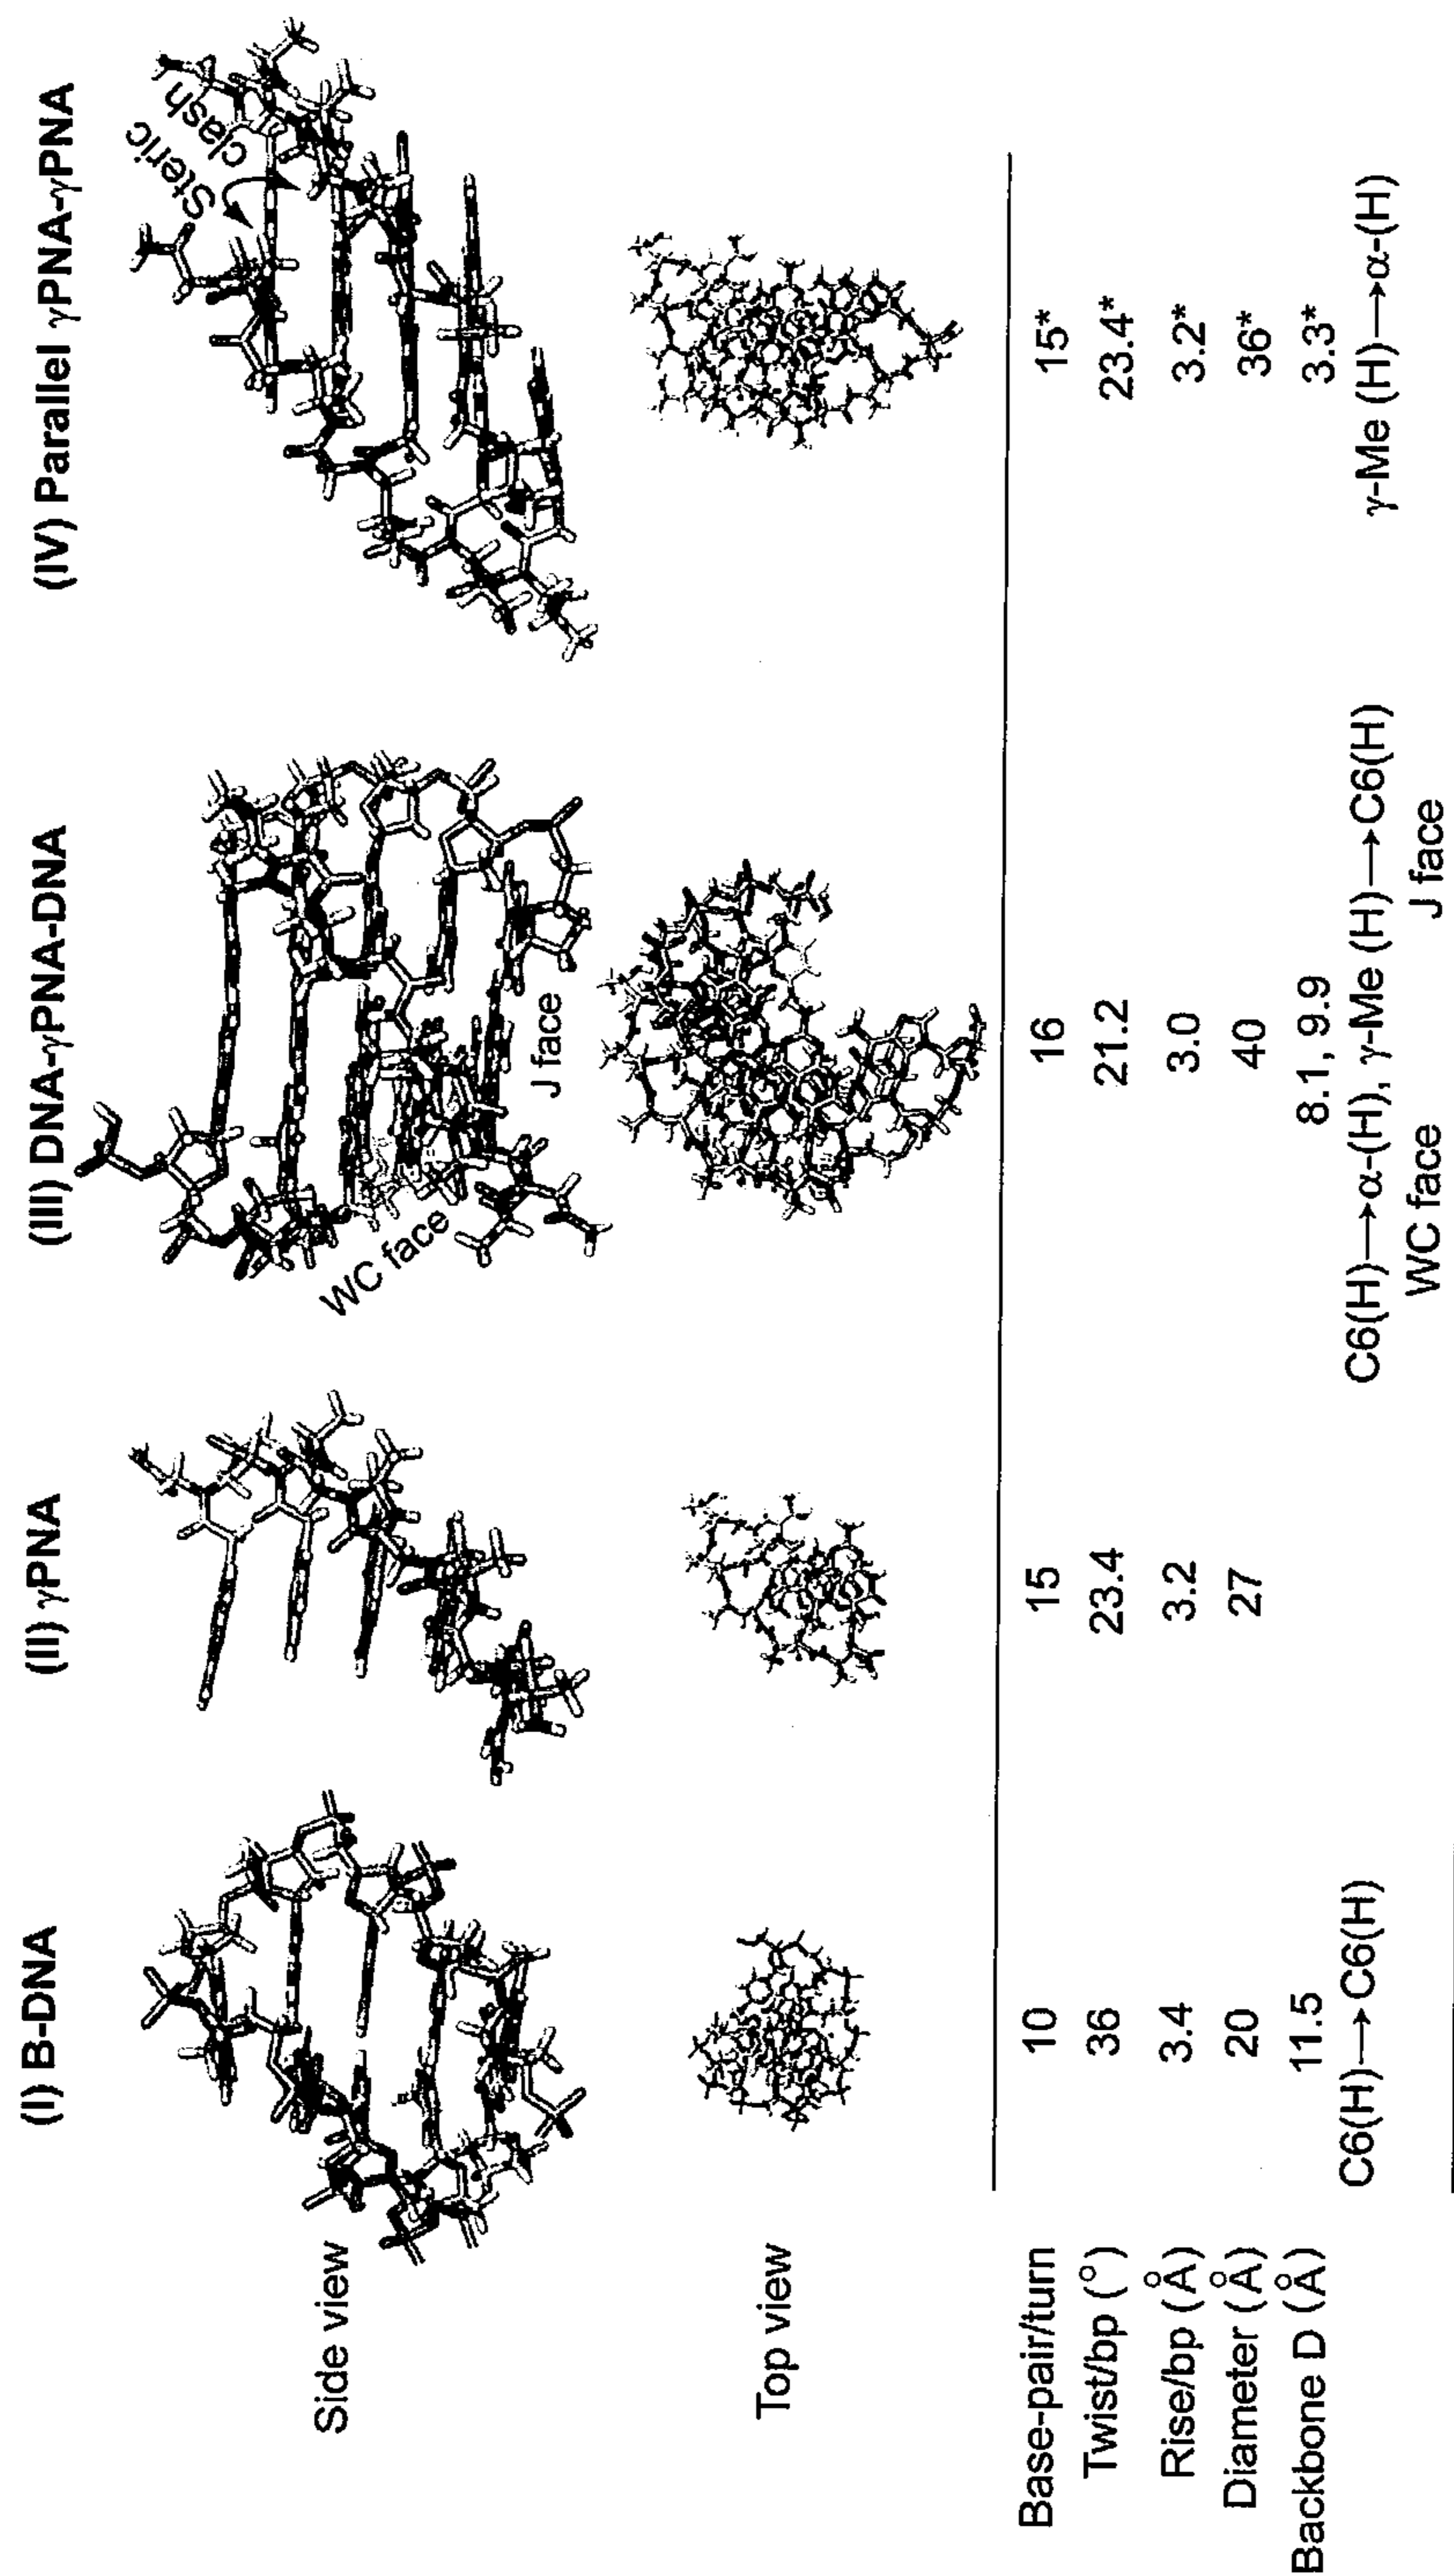 (I) B-DNA
(II) γPNA
(III) DNA-γPNA-DNA
(IV) Parallel γPNA-γPNA
Side view
WC face
J face
Steric
clash
Top view
Base-pair/turn 10 15 16 15*
Twist/bp (°) 36 23.4 21.2 23.4*
Rise/bp (Å) 3.4 3.2 3.0 3.2*
Diameter (Å) 20 27 40 36*
Backbone D (Å) 11.5 8.1, 9.9 3.3*
C6(H)→C6(H) C6(H)→α-(H), γ-Me (H)→C6(H) γ-Me (H)→α-(H)
WC face J face